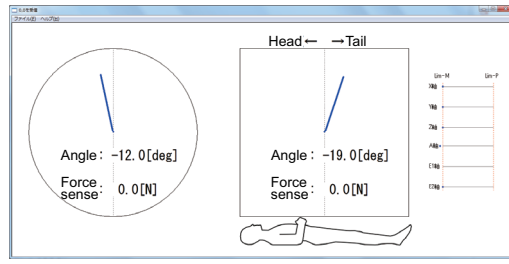 ファイル(F) ヘルプ(H)
Head← →Tail
Lim-M Lim-P
X軸
Y軸
Z軸
A軸
E1軸
E2軸
Angle: -12.0[deg]
Force sense: 0.0[N]
Angle: -19.0[deg]
Force sense: 0.0[N]